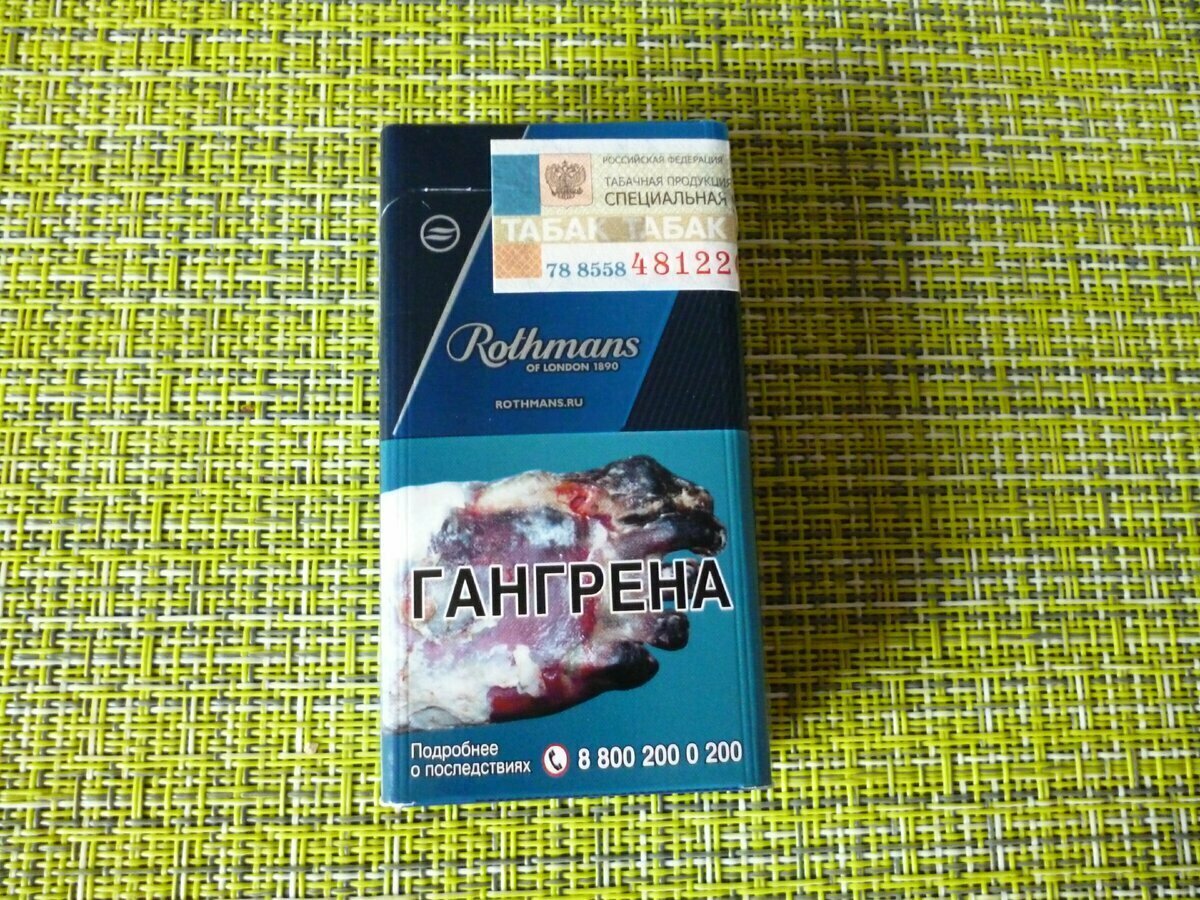 РОССИЙСКАЯ ФЕДЕРАЦИЯ
ТАБАЧНАЯ ПРОДУКЦИЯ
СПЕЦИАЛЬНАЯ
ТАБАК ТАБАК
78 8558 481220
Rothmans
OF LONDON 1890
ROTHMANS.RU
ГАНГРЕНА
Подробнее
о последствиях 8 800 200 0 200